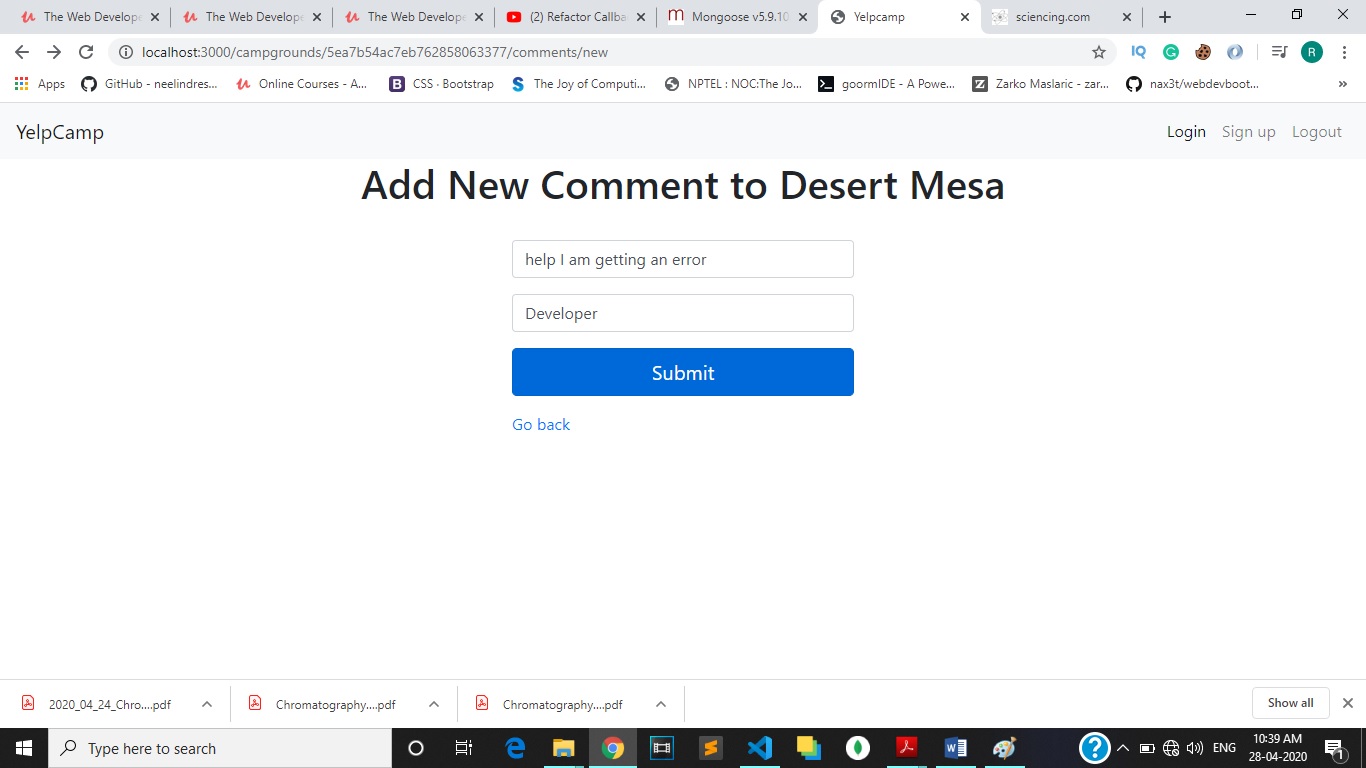 The Web Develope
The Web Develope
The Web Develope
(2) Refactor Callba
Mongoose v5.9.10
Yelpcamp
sciencing.com
localhost:3000/campgrounds/5ea7b54ac7eb762858063377/comments/new
IQ
R
Apps
GitHub - neelindres...
Online Courses - A...
B
CSS · Bootstrap
The Joy of Computi...
NPTEL : NOC:The Jo...
goormIDE - A Powe...
Z
Zarko Maslaric - zar...
nax3t/webdevboot...
»
YelpCamp
Login Sign up Logout
Add New Comment to Desert Mesa
help I am getting an error
Developer
Submit
Go back
2020_04_24_Chro....pdf
Chromatography....pdf
Chromatography....pdf
Show all
Type here to search
ENG
10:39 AM
28-04-2020
1